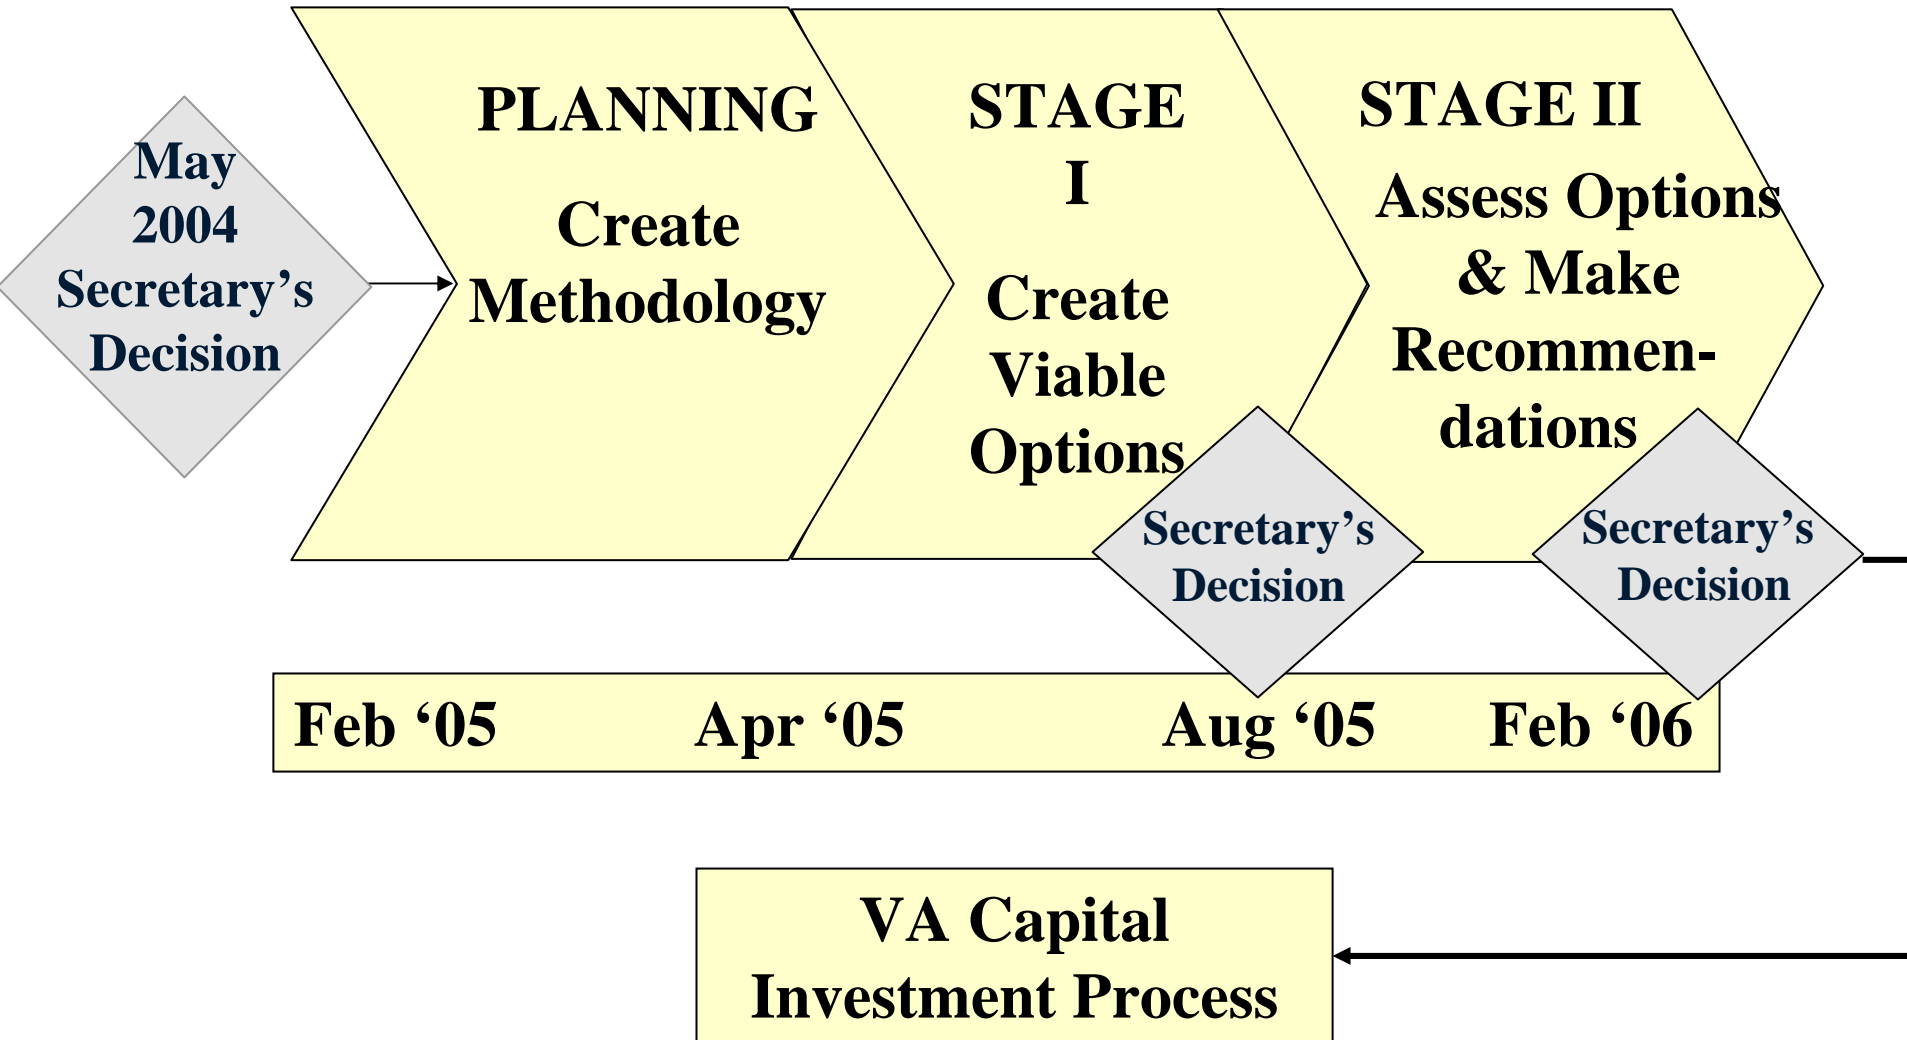 May
2004
Secretary’s
Decision
PLANNING
Create
Methodology
STAGE
I
Create
Viable
Options
STAGE II
Assess Options
& Make
Recommen-
dations
Secretary’s
Decision
Secretary’s
Decision
Feb ‘05 Apr ‘05 Aug ‘05 Feb ‘06
VA Capital
Investment Process